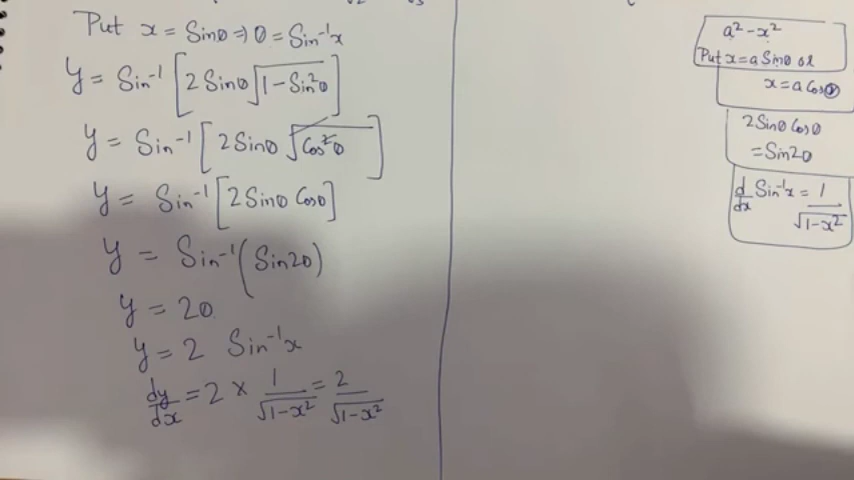 Put x = Sinθ ⇒ θ = Sin⁻¹x
y = Sin⁻¹[2 Sinθ √(1 − Sin²θ)]
y = Sin⁻¹[2 Sinθ √(Cos²θ)]
y = Sin⁻¹[2 Sinθ Cosθ]
y = Sin⁻¹(Sin2θ)
y = 2θ
y = 2 Sin⁻¹x
dy/dx = 2 × 1/√(1−x²) = 2/√(1−x²)
a² − x²
Put x = a Sinθ or
x = a Cosθ
2 Sinθ Cosθ
= Sin2θ
d/dx Sin⁻¹x = 1/√(1−x²)